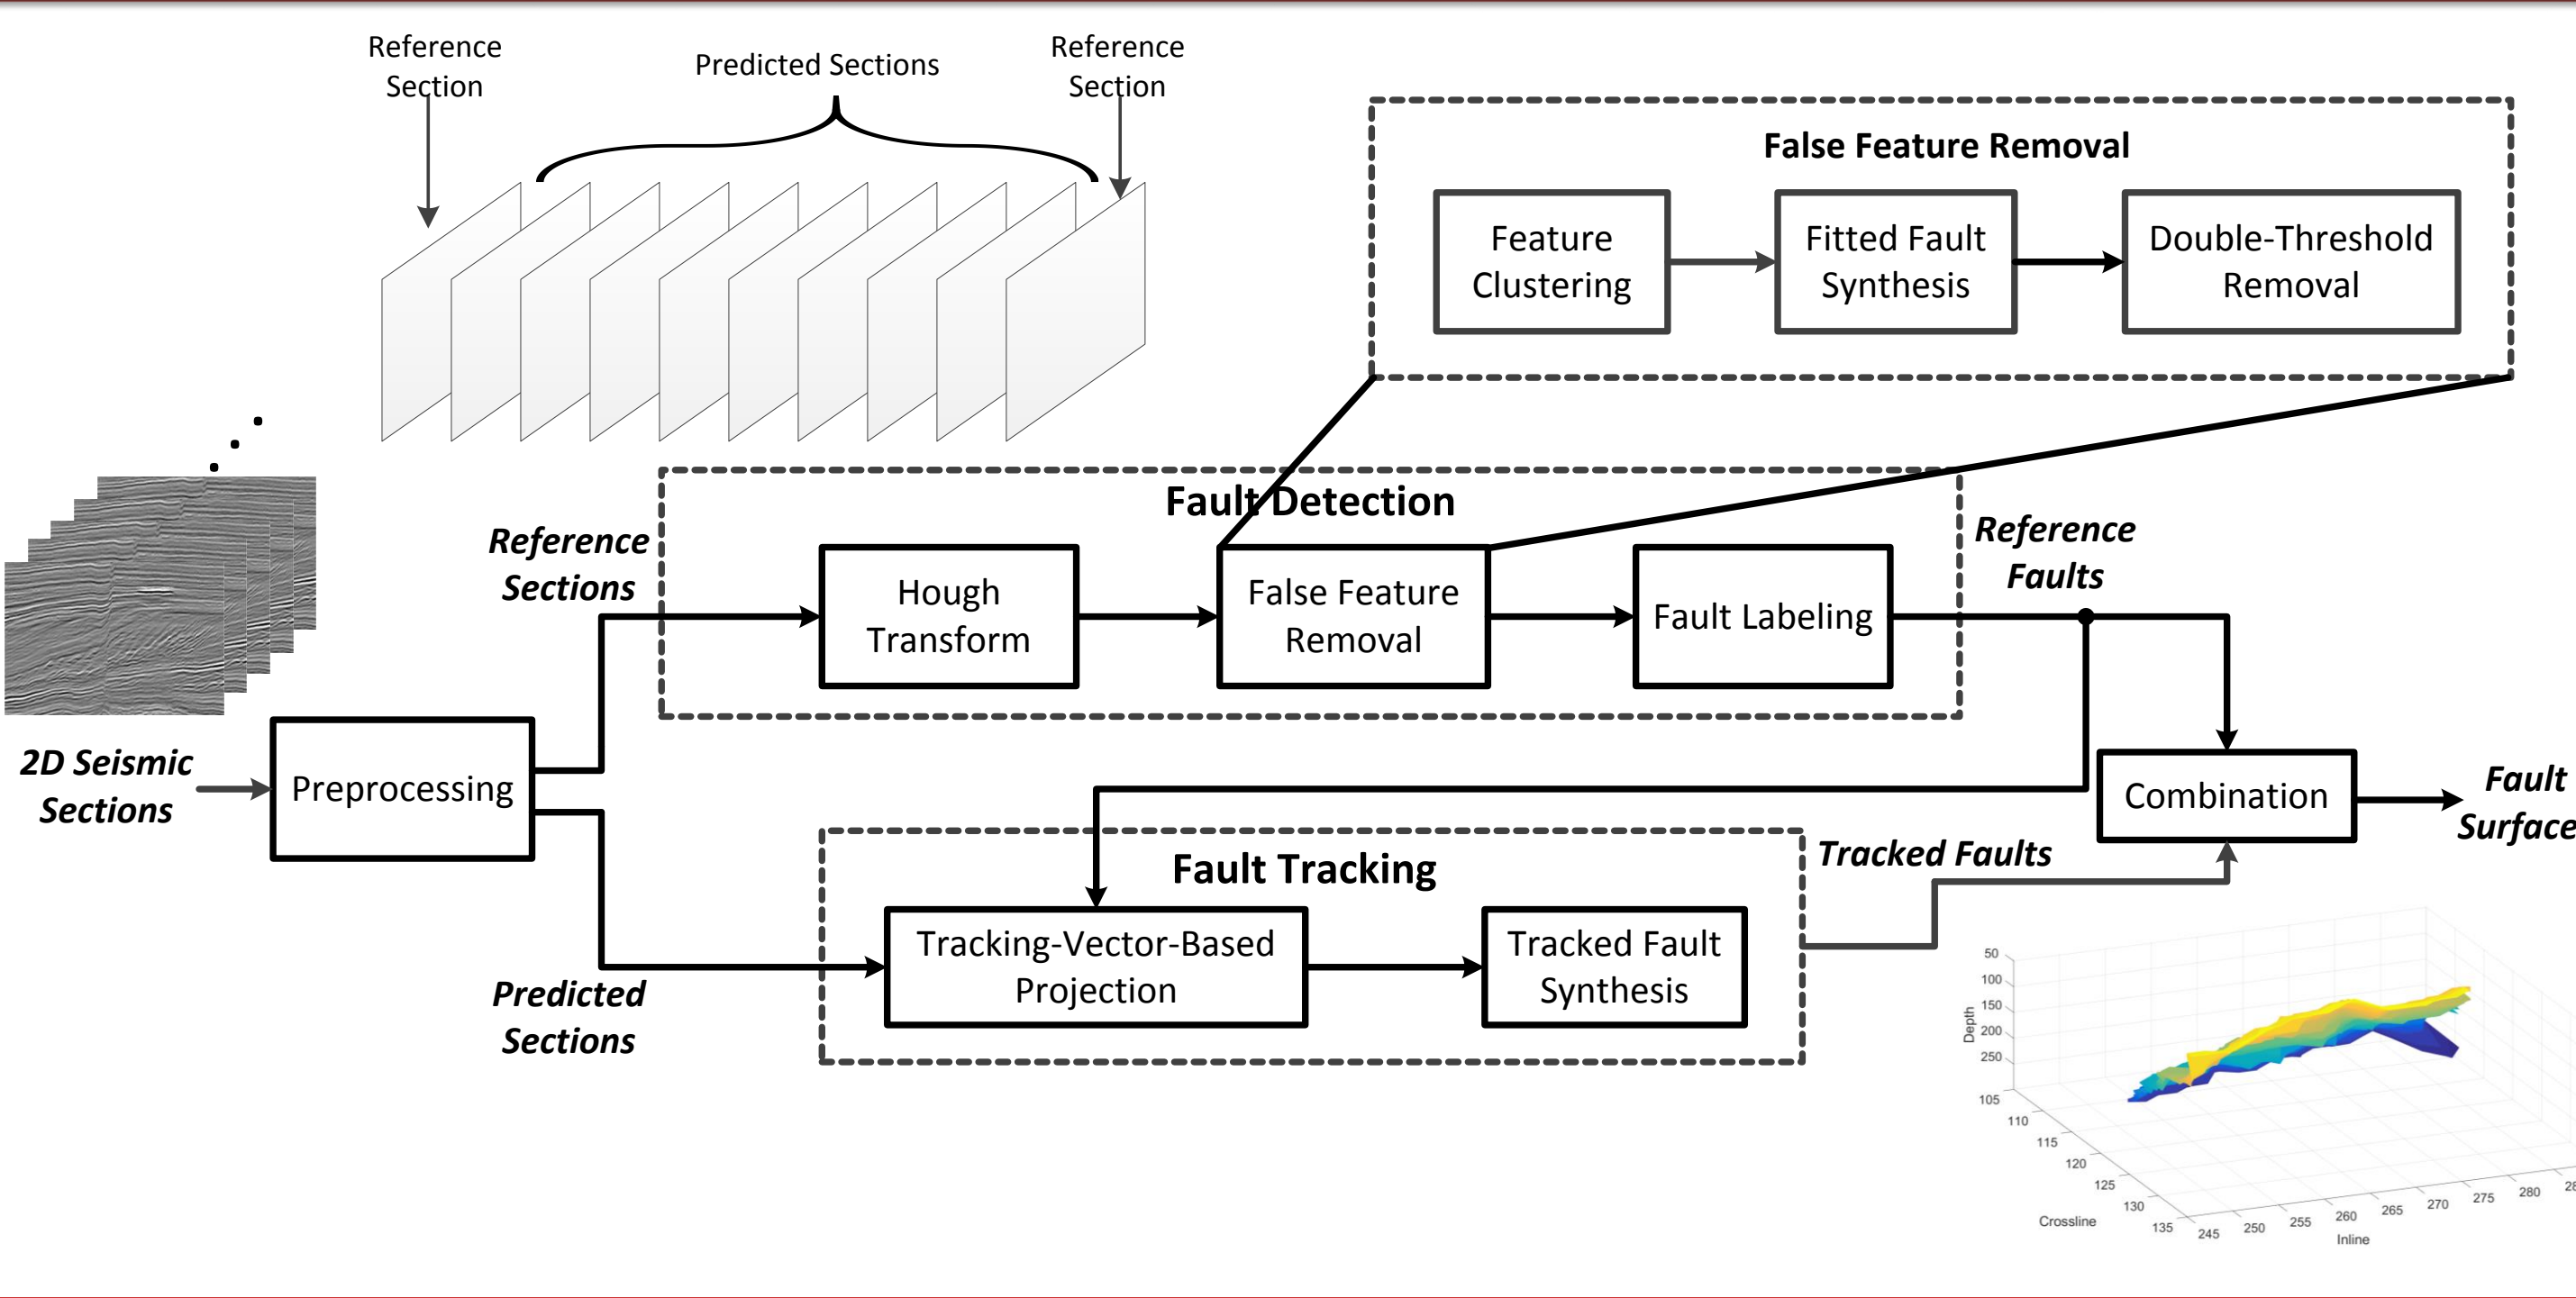 Reference
Section
Predicted Sections
Reference
Section
False Feature Removal
Feature
Clustering
Fitted Fault
Synthesis
Double-Threshold
Removal
Fault Detection
Reference
Sections
Hough
Transform
False Feature
Removal
Fault Labeling
Reference
Faults
2D Seismic
Sections
Preprocessing
Combination
Fault
Surface
Fault Tracking
Tracked Faults
Predicted
Sections
Tracking-Vector-Based
Projection
Tracked Fault
Synthesis
50
100
150
200
250
Depth
105
110
115
120
125
130
135
Crossline
245
250
255
260
265
270
275
280
Inline